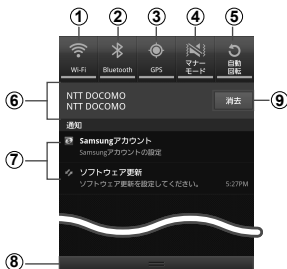 ① ② ③ ④ ⑤
Wi-Fi Bluetooth GPS マナーモード 自動回転
⑥ NTT DOCOMO
NTT DOCOMO
消去 ⑨
通知
⑦ Samsungアカウント
Samsungアカウントの設定
ソフトウェア更新
ソフトウェア更新を設定してください。 5:27PM
⑧